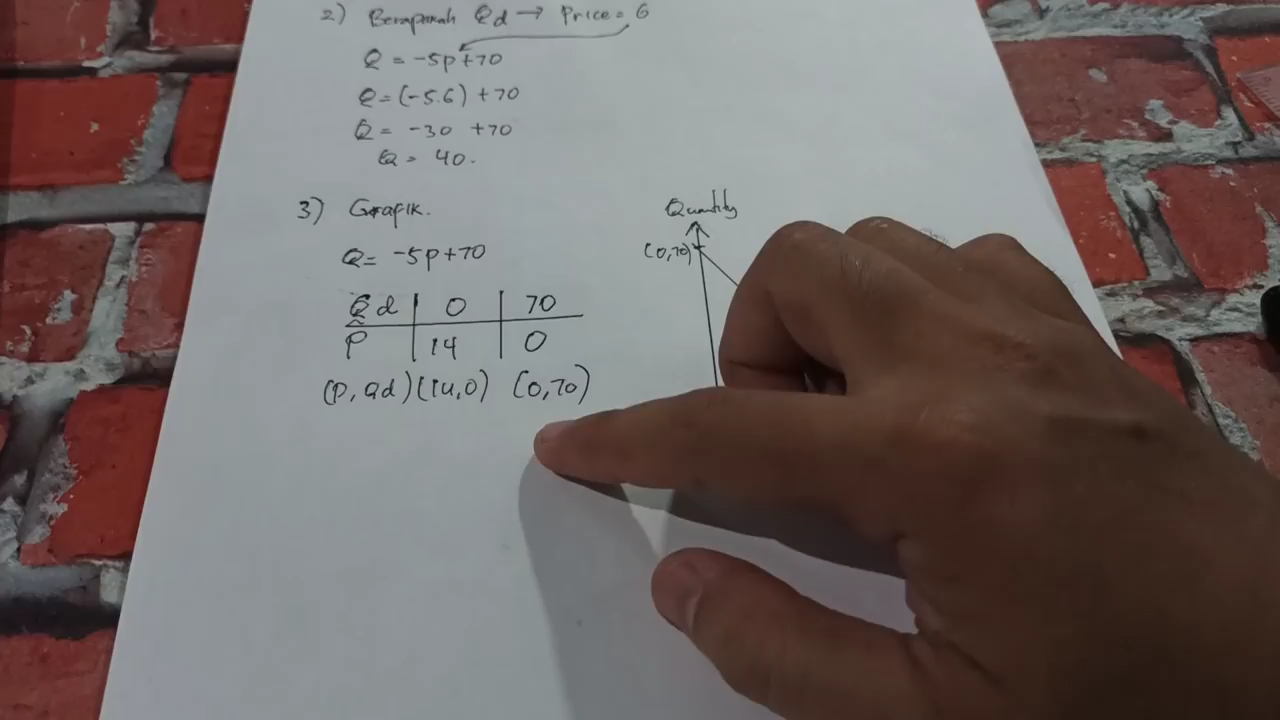 2) Berapakah Qd → Price = 6
Q = -5p+70
Q = (-5.6) + 70
Q = -30 + 70
Q = 40.
3) Grafik.
Q = -5p+70
Qd | 0 | 70
P | 14 | 0
(p, Qd) (14,0) (0,70)
Quantity
(0,70)